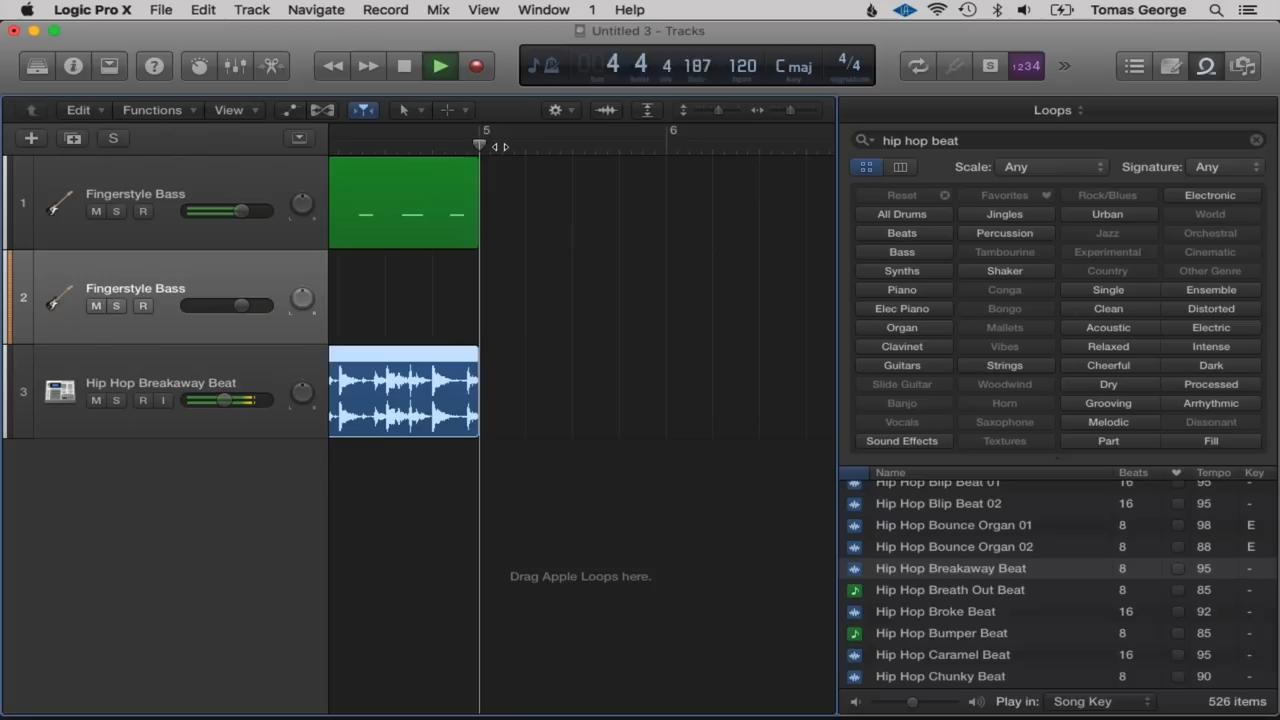 Logic Pro X File Edit Track Navigate Record Mix View Window 1 Help Tomas George
Untitled 3 - Tracks
4 4 4 187 120 C maj 4/4
1234
Edit Functions View
Loops
S
5 6
hip hop beat
Scale: Any Signature: Any
1 Fingerstyle Bass
M S R
L R
2 Fingerstyle Bass
M S R
L R
3 Hip Hop Breakaway Beat
M S R I
L R
Drag Apple Loops here.
Reset Favorites Rock/Blues Electronic
All Drums Jingles Urban World
Beats Percussion Jazz Orchestral
Bass Tambourine Experimental Cinematic
Synths Shaker Country Other Genre
Piano Conga Single Ensemble
Elec Piano Bongo Clean Distorted
Organ Mallets Acoustic Electric
Clavinet Vibes Relaxed Intense
Guitars Strings Cheerful Dark
Slide Guitar Woodwind Dry Processed
Banjo Horn Grooving Arrhythmic
Vocals Saxophone Melodic Dissonant
Sound Effects Textures Part Fill
Name Beats Tempo Key
Hip Hop Blip Beat 01 16 95 -
Hip Hop Blip Beat 02 16 95 -
Hip Hop Bounce Organ 01 8 98 E
Hip Hop Bounce Organ 02 8 88 E
Hip Hop Breakaway Beat 8 95 -
Hip Hop Breath Out Beat 8 85 -
Hip Hop Broke Beat 16 92 -
Hip Hop Bumper Beat 8 85 -
Hip Hop Caramel Beat 16 95 -
Hip Hop Chunky Beat 8 90 -
Play in: Song Key 526 items